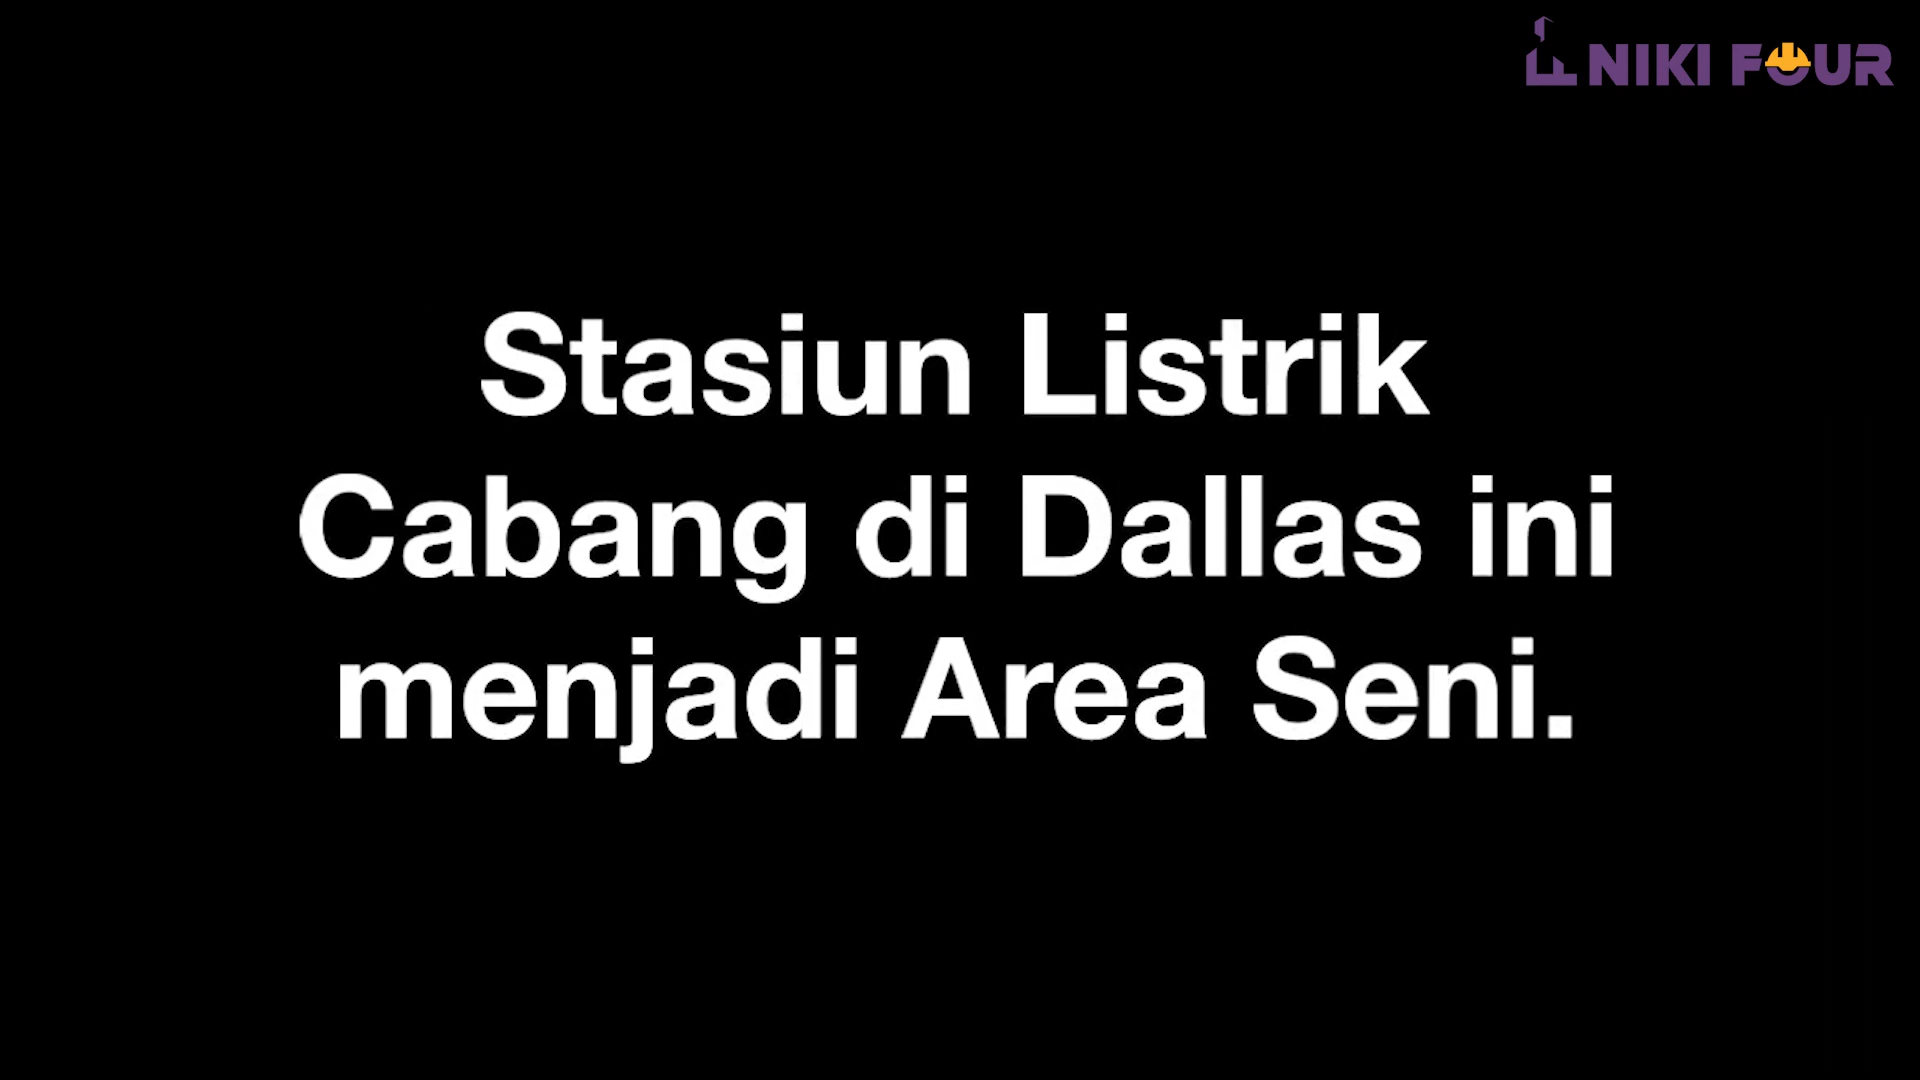 NIKI FOUR
Stasiun Listrik
Cabang di Dallas ini
menjadi Area Seni.